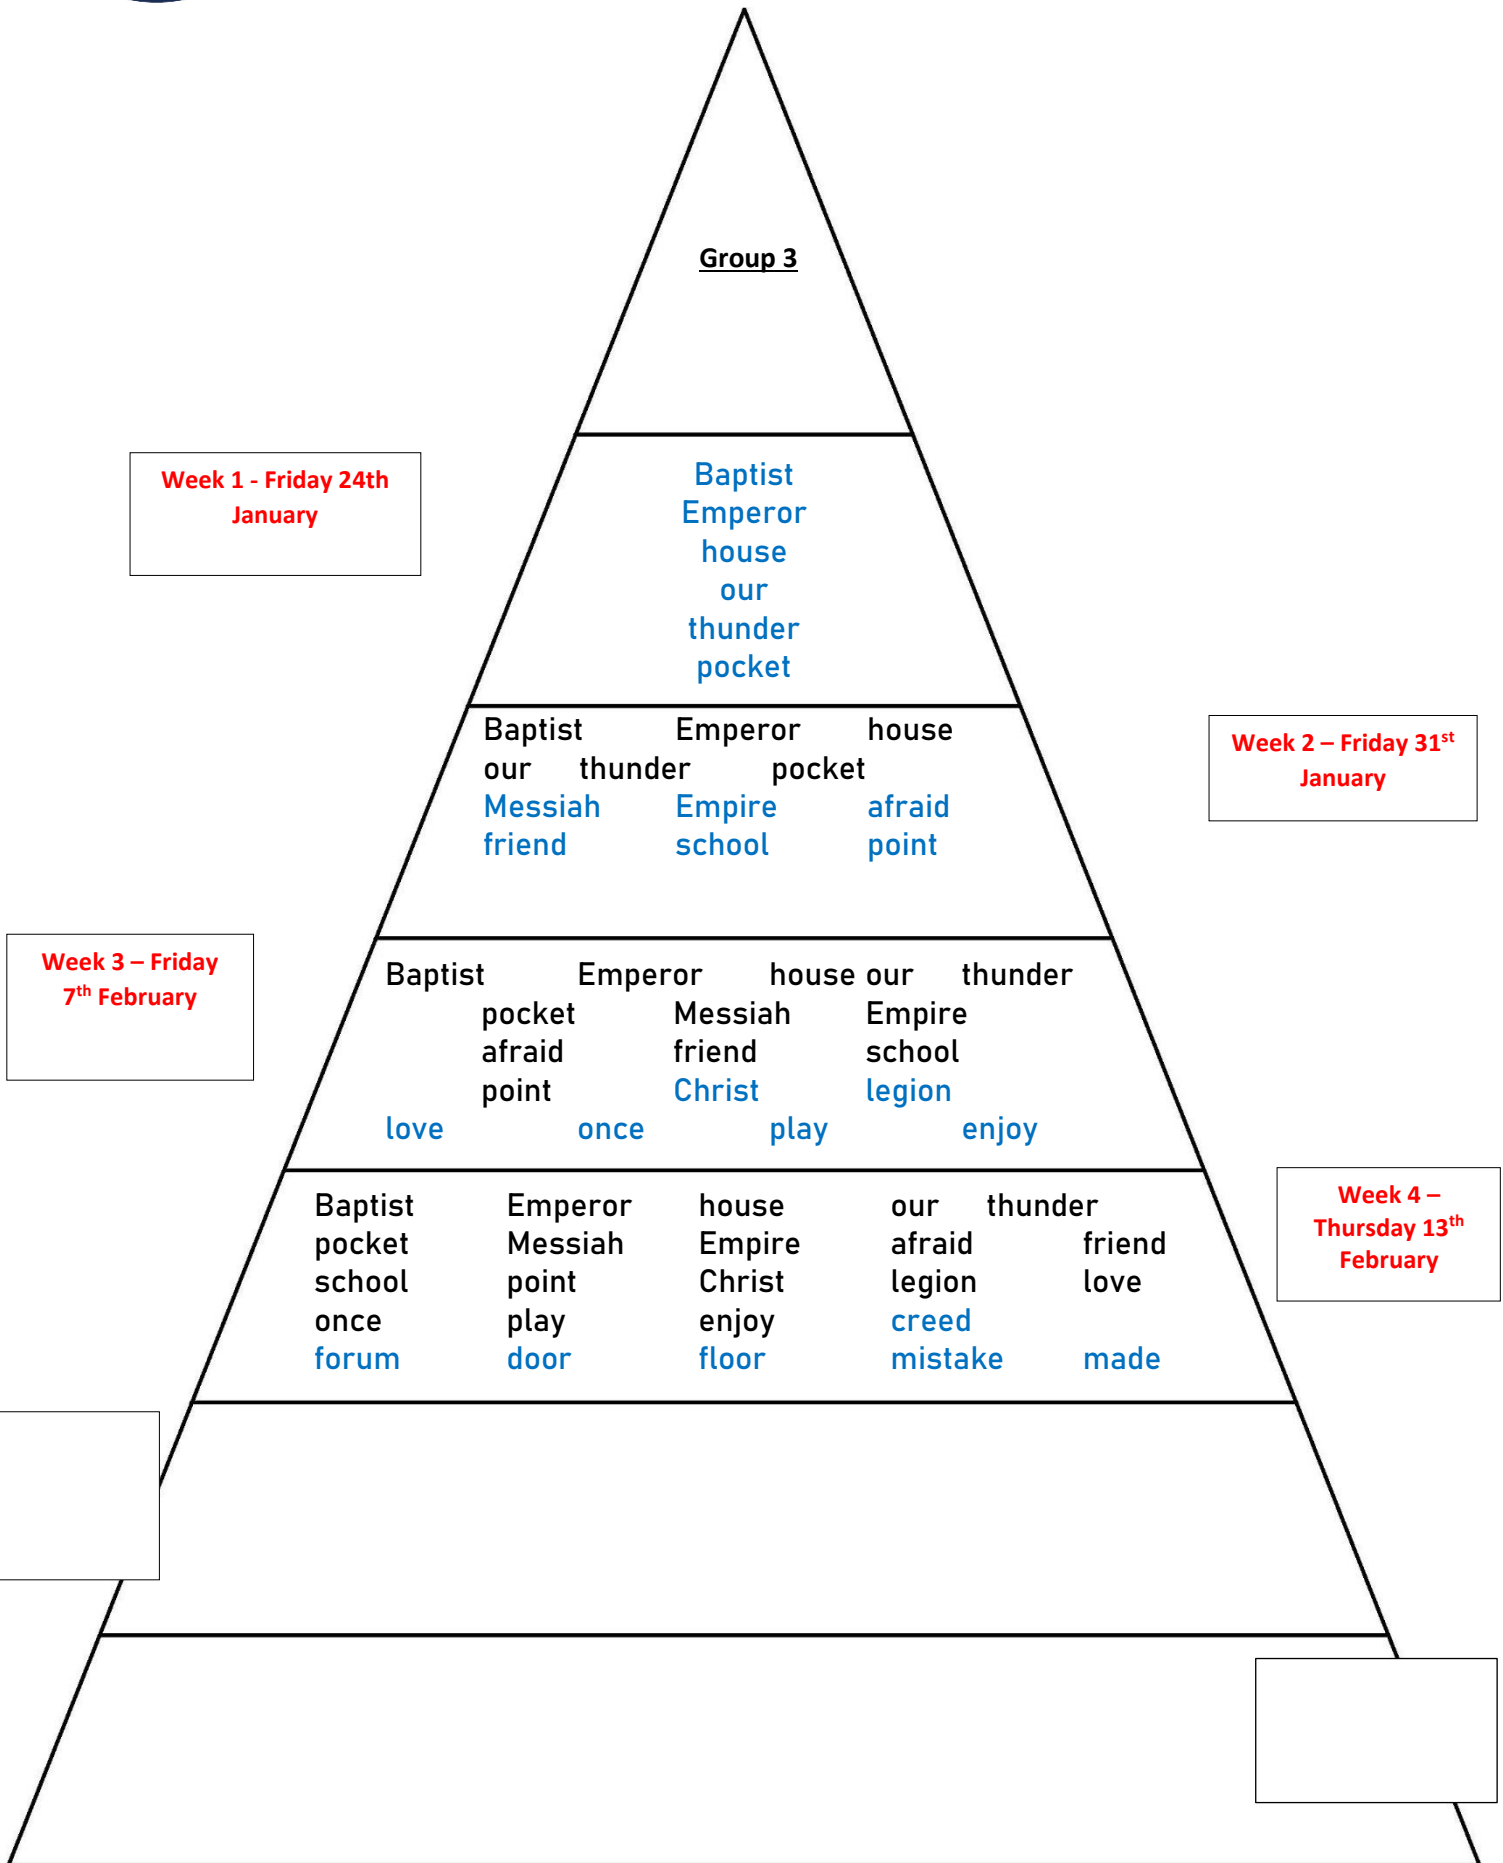 Group 3
Week 1 - Friday 24th
January
Baptist
Emperor
house
our
thunder
pocket
Baptist Emperor house
our thunder pocket
Messiah Empire afraid
friend school point
Week 2 – Friday 31st
January
Week 3 – Friday
7th February
Baptist Emperor house our thunder
pocket Messiah Empire
afraid friend school
point Christ legion
love once play enjoy
Baptist Emperor house our thunder
pocket Messiah Empire afraid friend
school point Christ legion love
once play enjoy creed
forum door floor mistake made
Week 4 –
Thursday 13th
February